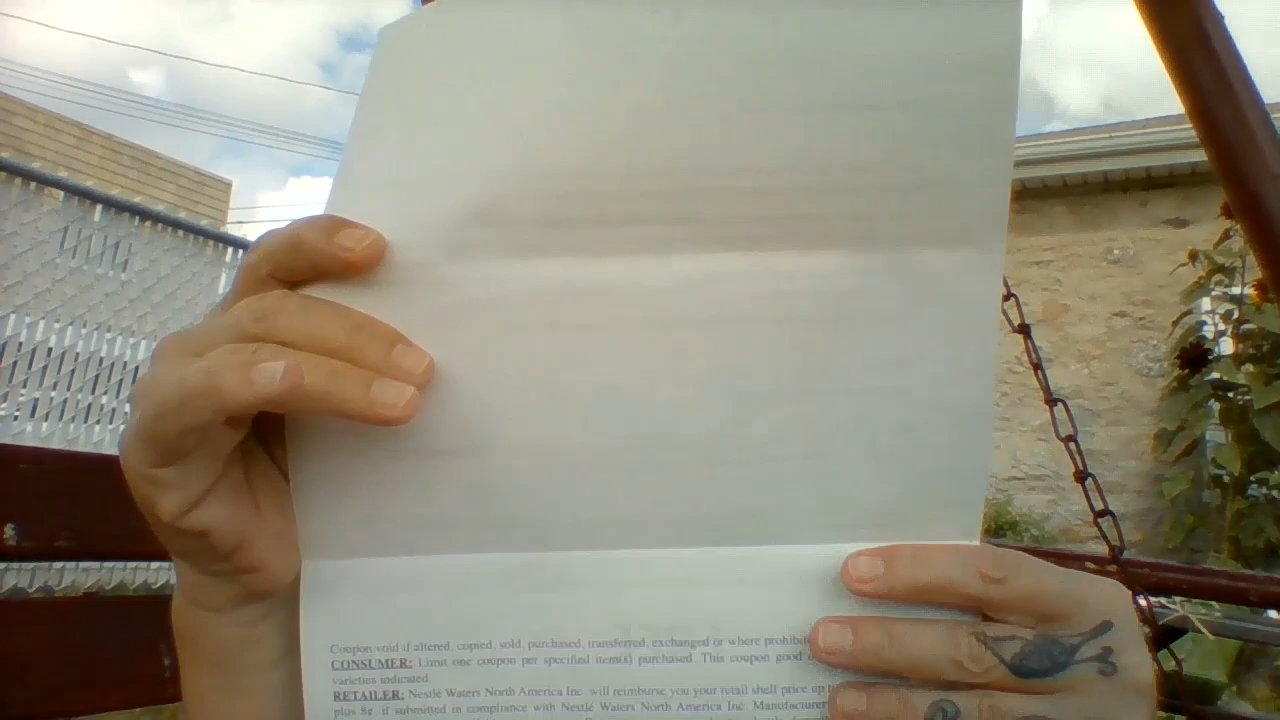 Coupon void if altered, copied, sold, purchased, transferred, exchanged or where prohibit
CONSUMER: Limit one coupon per specified item(s) purchased. This coupon good
varieties indicated
RETAILER: Nestlé Waters North America Inc. will reimburse you your retail shelf price up
plus 8¢ if submitted in compliance with Nestlé Waters North America Inc. Manufacturer